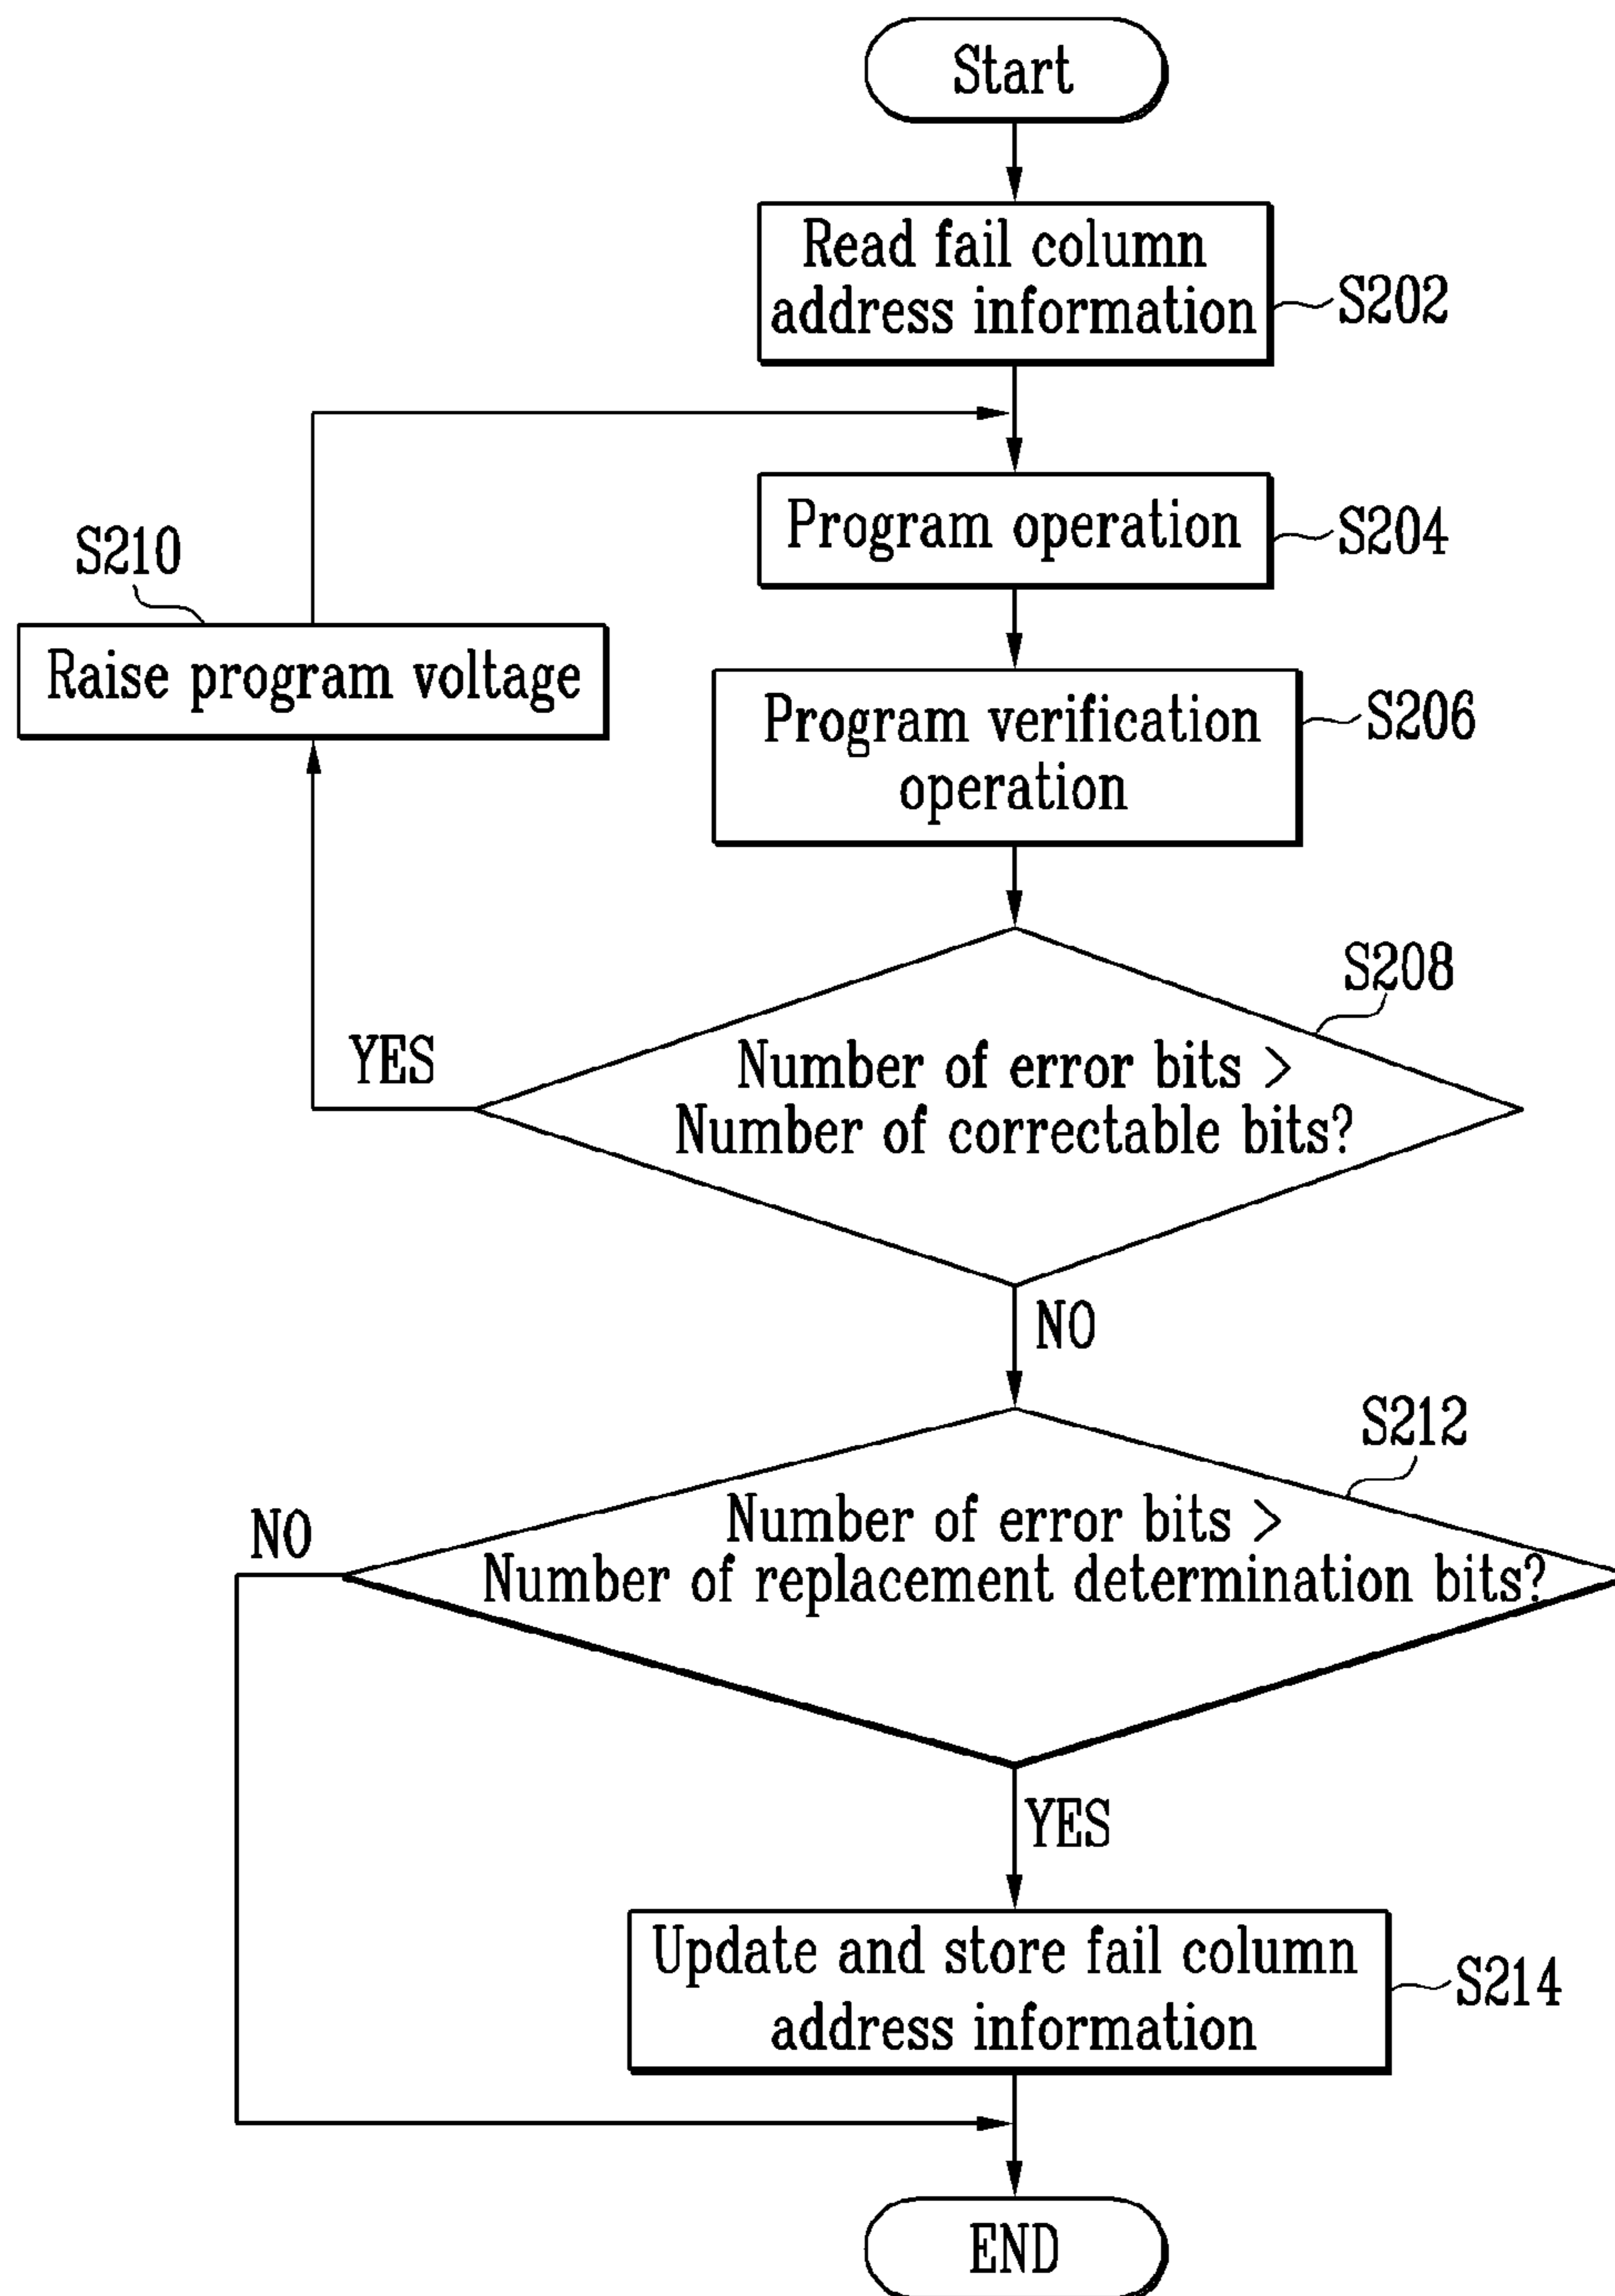 Start
Read fail column
address information
S202
Program operation
S204
S210
Raise program voltage
Program verification
operation
S206
S208
Number of error bits >
Number of correctable bits?
YES
NO
S212
Number of error bits >
Number of replacement determination bits?
NO
YES
Update and store fail column
address information
S214
END